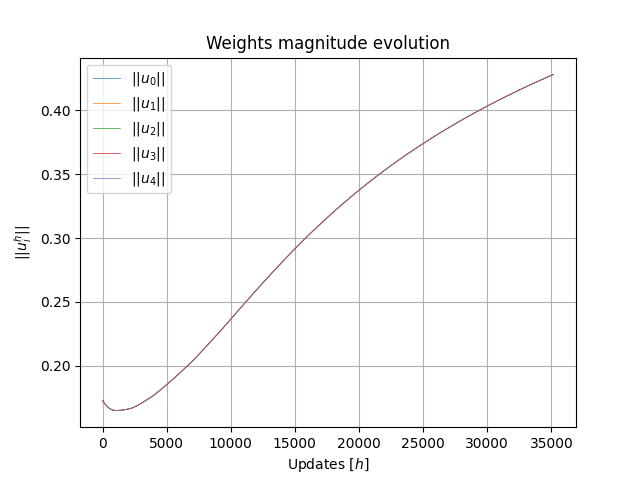 Weights magnitude evolution
||u₀||
||u₁||
||u₂||
||u₃||
||u₄||
0.40
0.35
0.30
0.25
0.20
||uᵢʰ||
0 5000 10000 15000 20000 25000 30000 35000
Updates [h]